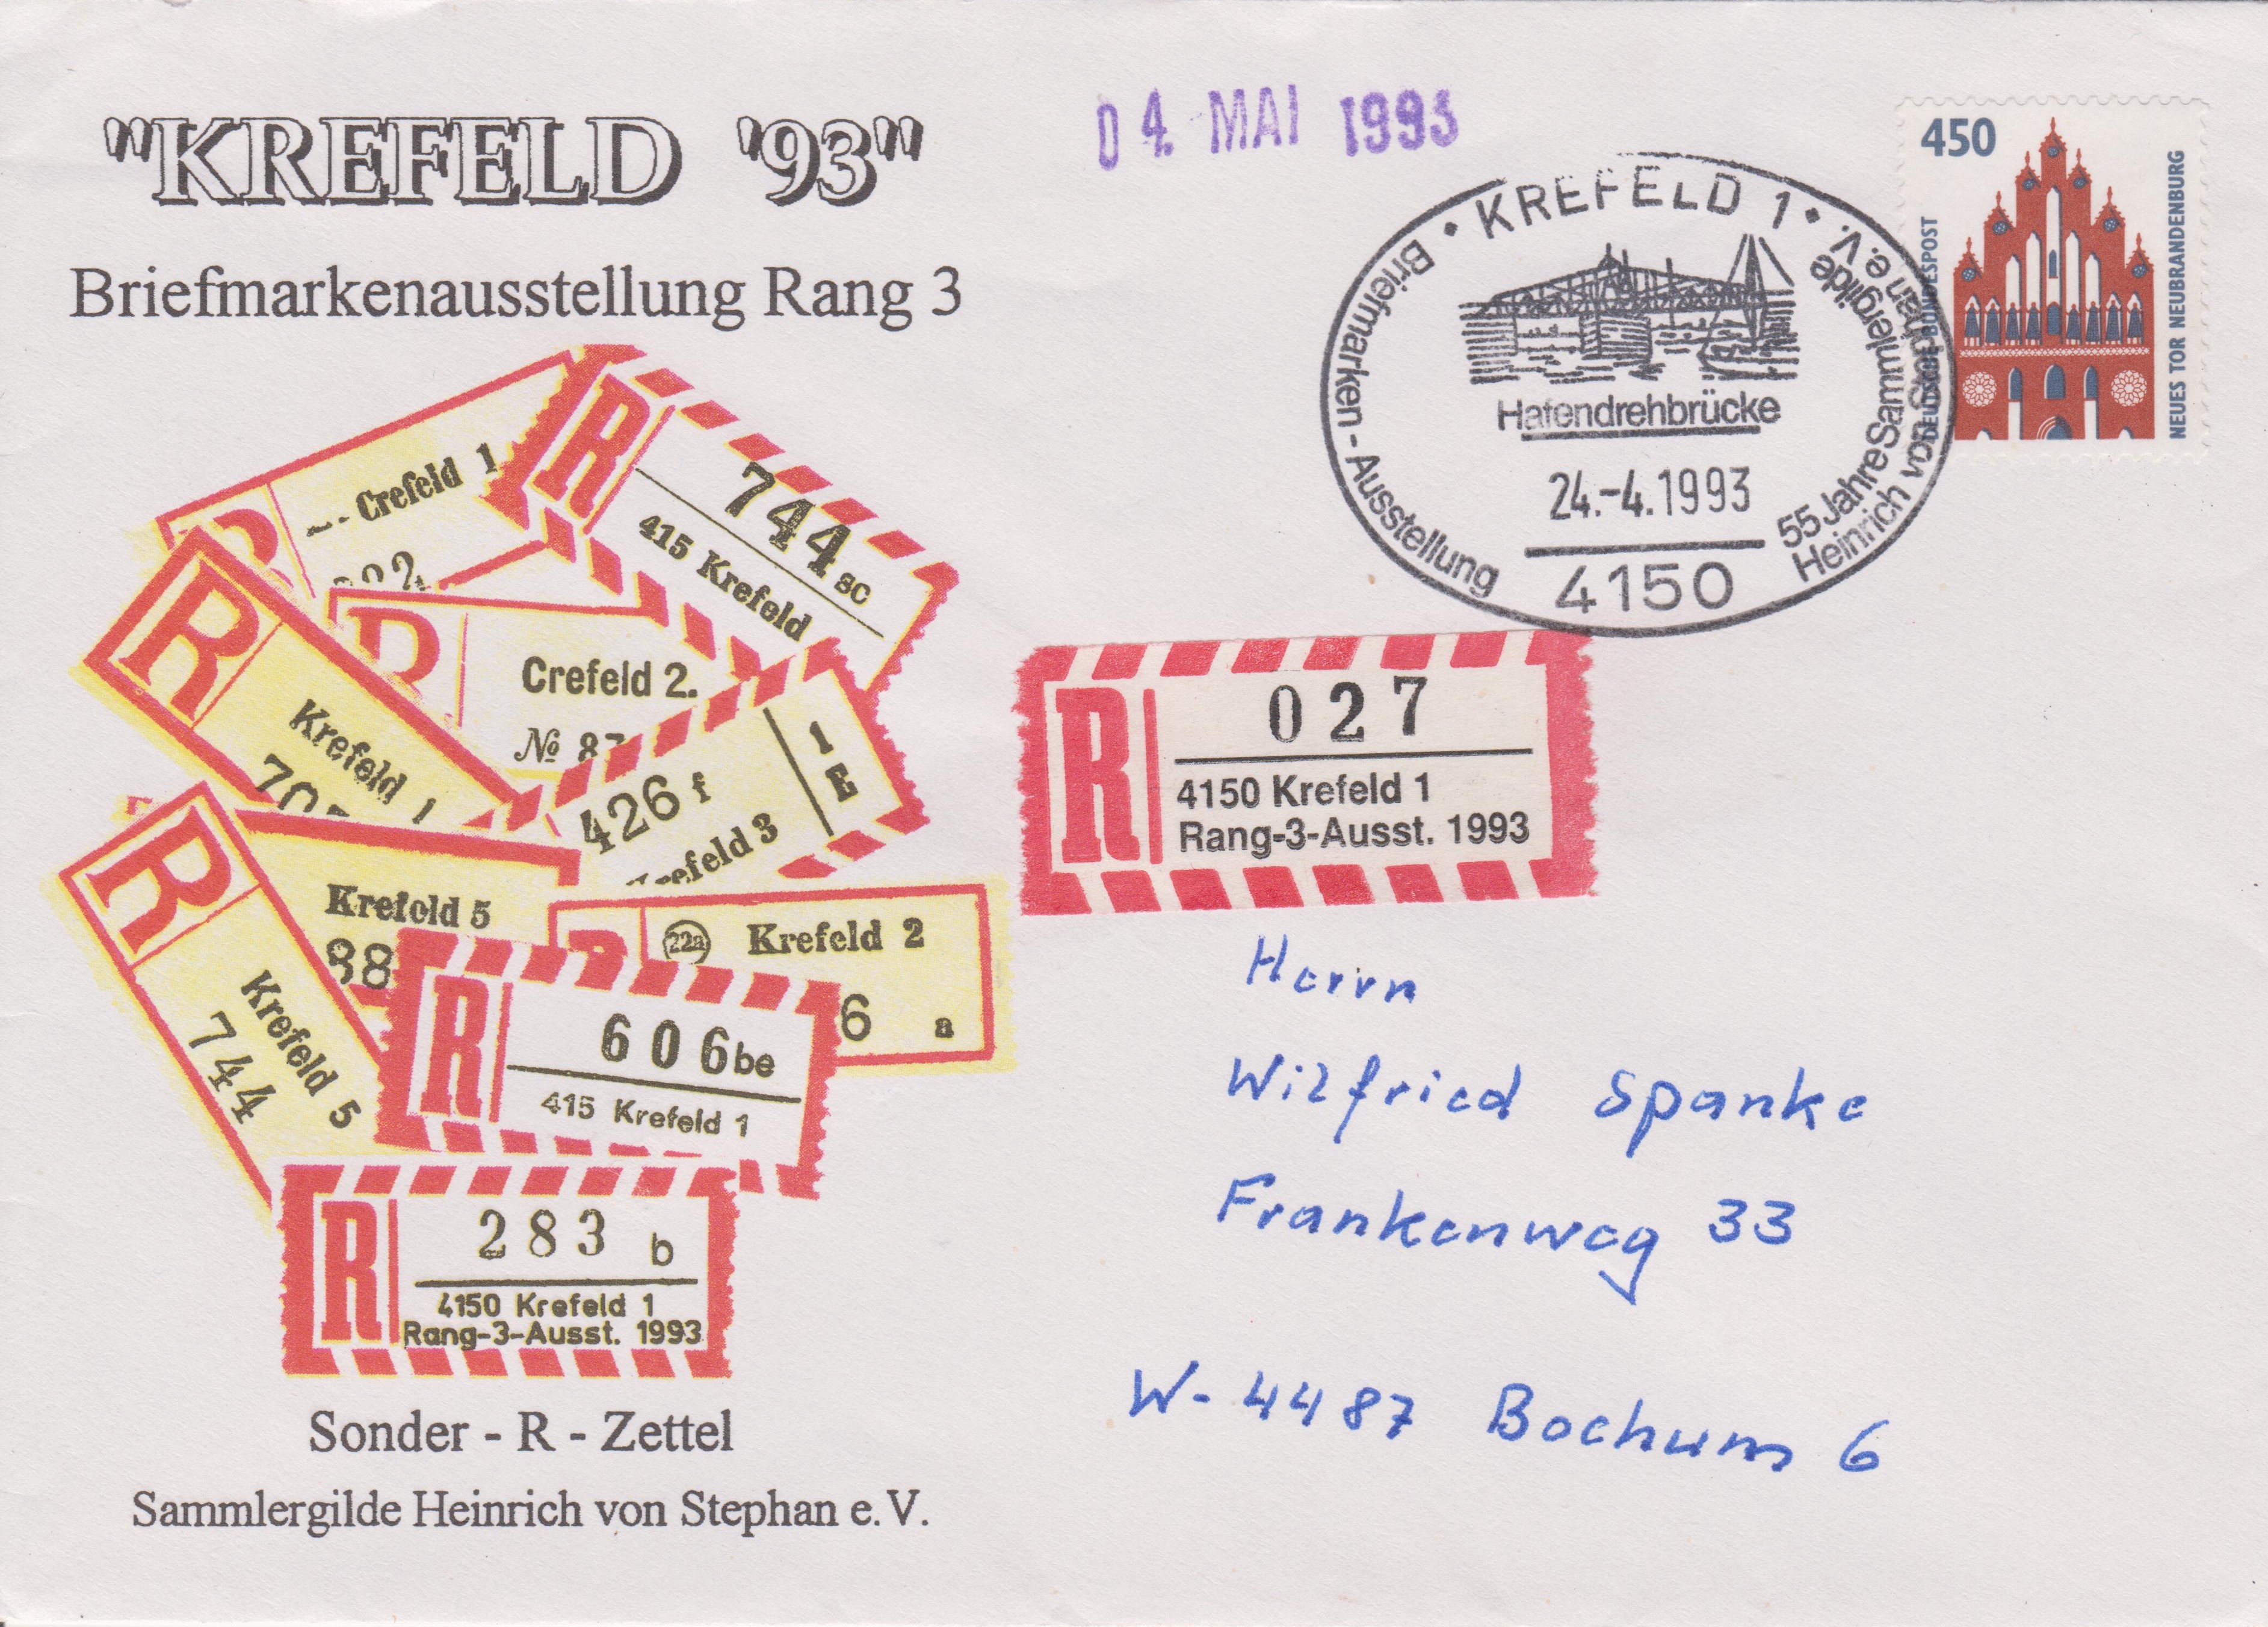 "KREFELD '93"
Briefmarkenausstellung Rang 3
04. MAI 1993
KREFELD 1
Briefmarken-Ausstellung
55 Jahre Sammlergilde
Heinrich von Stephan e.V.
Hafendrehbrücke
24.-4.1993
4150
450
DEUTSCHE BUNDESPOST
NEUES TOR NEUBRANDENBURG
R
Crefeld 1
R
744 sc
415 Krefeld
R
Krefeld 1
R
Crefeld 2.
№ 87
426 f
Krefeld 3
1
E
Krefeld 5
88
R
Krefeld 5
744
22a
Krefeld 2
6 a
R
606 be
415 Krefeld 1
R
283 b
4150 Krefeld 1
Rang-3-Ausst. 1993
Sonder - R - Zettel
Sammlergilde Heinrich von Stephan e.V.
R
027
4150 Krefeld 1
Rang-3-Ausst. 1993
Herrn
Wilfried Spanke
Frankenweg 33
W-4487 Bochum 6